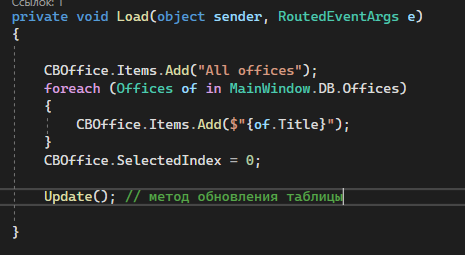 Ссылок: 1
private void Load(object sender, RoutedEventArgs e)
{
CBOffice.Items.Add("All offices");
foreach (Offices of in MainWindow.DB.Offices)
{
CBOffice.Items.Add($"{of.Title}");
}
CBOffice.SelectedIndex = 0;
Update(); // метод обновления таблицы
}